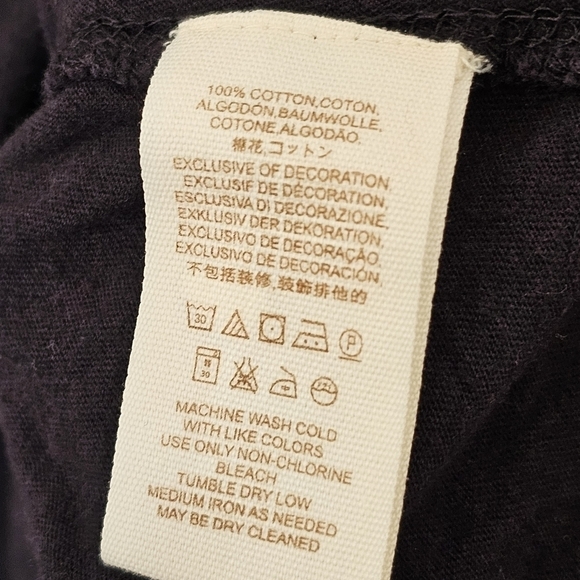 100% COTTON,COTON,
ALGODÓN,BAUMWOLLE,
COTONE,ALGODÃO,
棉花,コットン
EXCLUSIVE OF DECORATION,
EXCLUSIF DE DÉCORATION,
ESCLUSIVA DI DECORAZIONE,
EXKLUSIV DER DEKORATION,
EXCLUSIVO DE DECORAÇÃO,
EXCLUSIVO DE DECORACIÓN,
不包括装修,装飾排他的
30 P
30 中
MACHINE WASH COLD
WITH LIKE COLORS
USE ONLY NON-CHLORINE
BLEACH
TUMBLE DRY LOW
MEDIUM IRON AS NEEDED
MAY BE DRY CLEANED